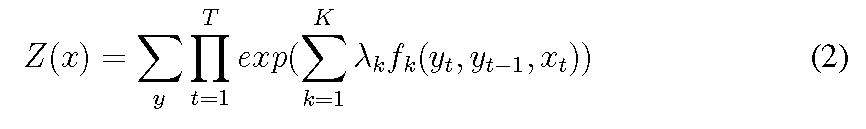 Z(x) = \sum_{y} \prod_{t=1}^{T} exp(\sum_{k=1}^{K} \lambda_k f_k(y_t, y_{t-1}, x_t)) (2)